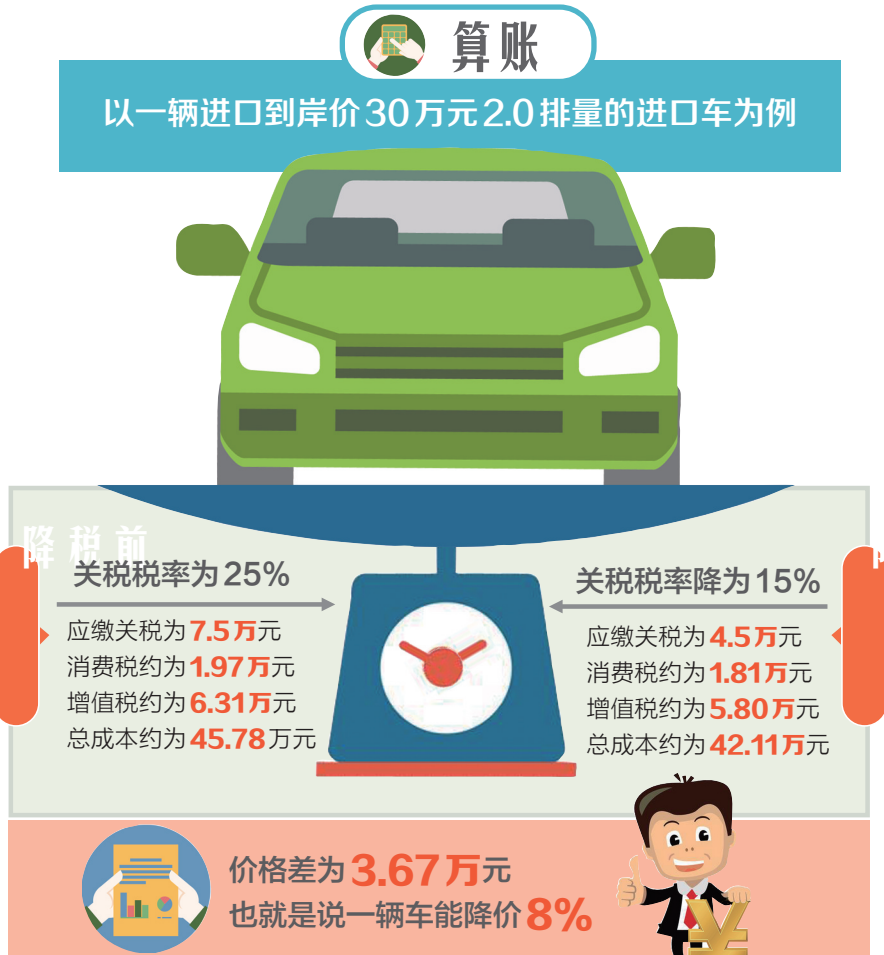 算账
以一辆进口到岸价30万元2.0排量的进口车为例
降税前
关税税率为25%
应缴关税为7.5万元
消费税约为1.97万元
增值税约为6.31万元
总成本约为45.78万元
关税税率降为15%
应缴关税为4.5万元
消费税约为1.81万元
增值税约为5.80万元
总成本约为42.11万元
价格差为3.67万元
也就是说一辆车能降价8%